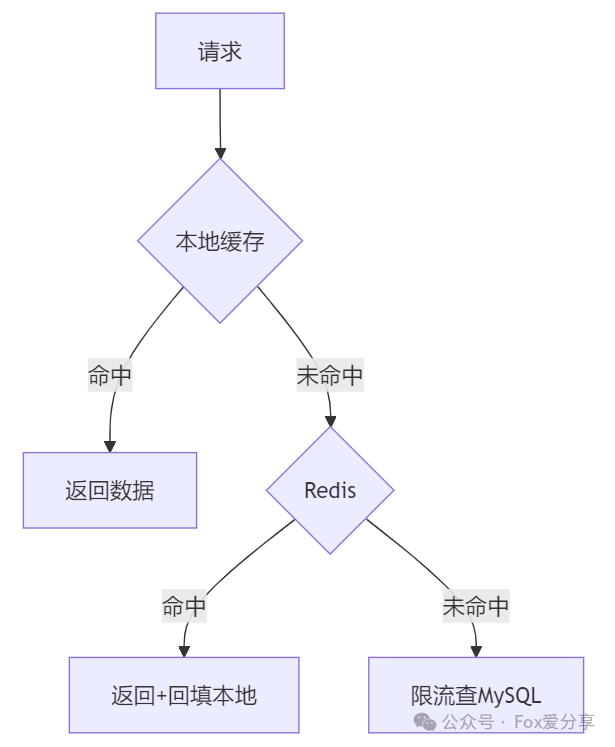 请求
本地缓存
命中
未命中
返回数据
Redis
命中
未命中
返回+回填本地
限流查MySQL
公众号 · Fox爱分享